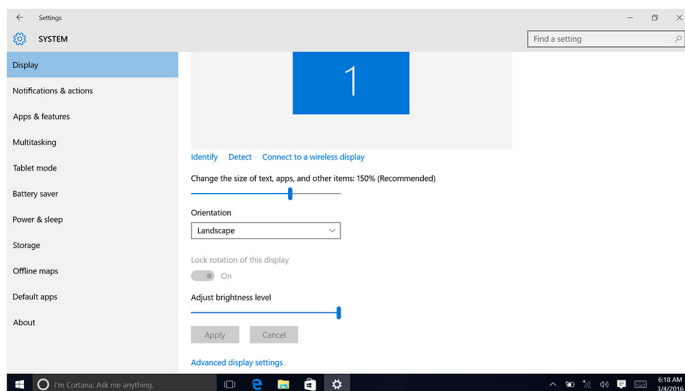 Settings
SYSTEM
Find a setting
Display
Notifications & actions
Apps & features
Multitasking
Tablet mode
Battery saver
Power & sleep
Storage
Offline maps
Default apps
About
1
Identify Detect Connect to a wireless display
Change the size of text, apps, and other items: 150% (Recommended)
Orientation
Landscape
Lock rotation of this display
On
Adjust brightness level
Apply Cancel
Advanced display settings
I'm Cortana. Ask me anything.
6:18 AM
3/4/2016